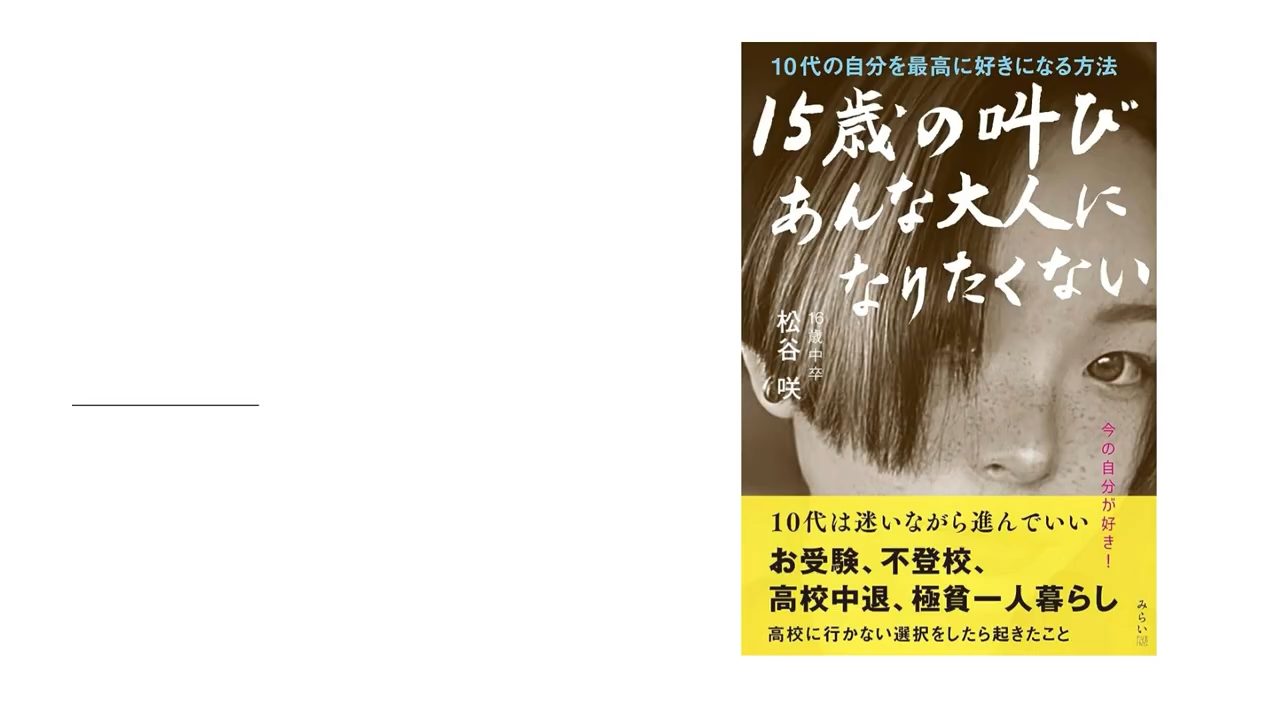 10代の自分を最高に好きになる方法
15歳の叫び
あんな大人に
なりたくない
16歳中卒
松谷 咲
今の自分が好き!
10代は迷いながら進んでいい
お受験、不登校、
高校中退、極貧一人暮らし
高校に行かない選択をしたら起きたこと
みらい